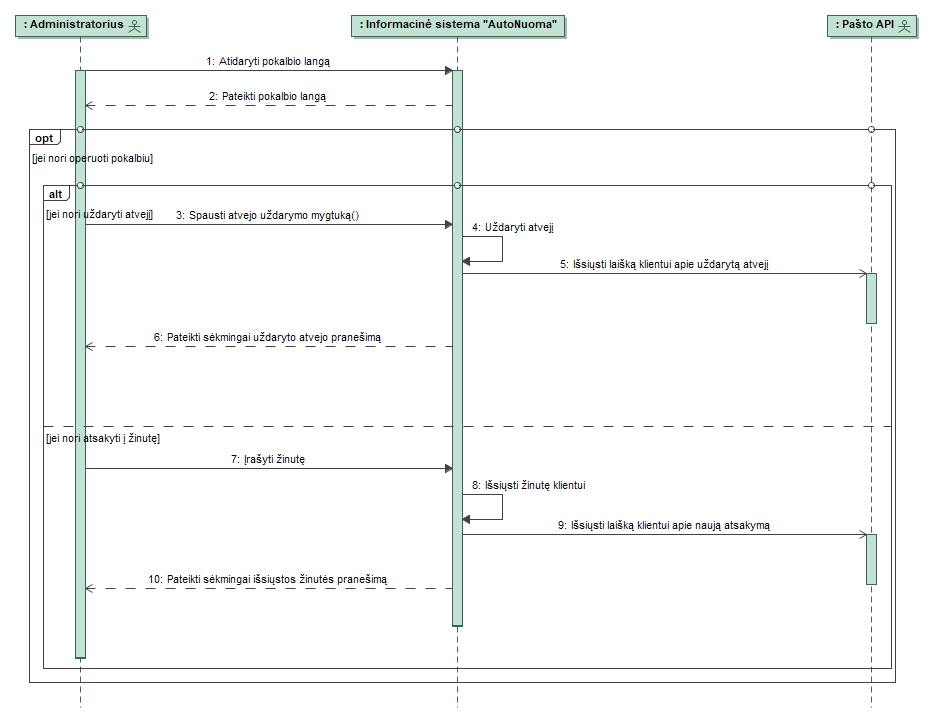 : Administratorius
: Informacinė sistema "AutoNuoma"
: Pašto API
1: Atidaryti pokalbio langą
2: Pateikti pokalbio langą
opt
[jei nori operuoti pokalbiu]
alt
[jei nori uždaryti atvejį]
3: Spausti atvejo uždarymo mygtuką()
4: Uždaryti atvejį
5: Išsiųsti laišką klientui apie uždarytą atvejį
6: Pateikti sėkmingai uždaryto atvejo pranešimą
[jei nori atsakyti į žinutę]
7: Įrašyti žinutę
8: Išsiųsti žinutę klientui
9: Išsiųsti laišką klientui apie naują atsakymą
10: Pateikti sėkmingai išsiųstos žinutės pranešimą